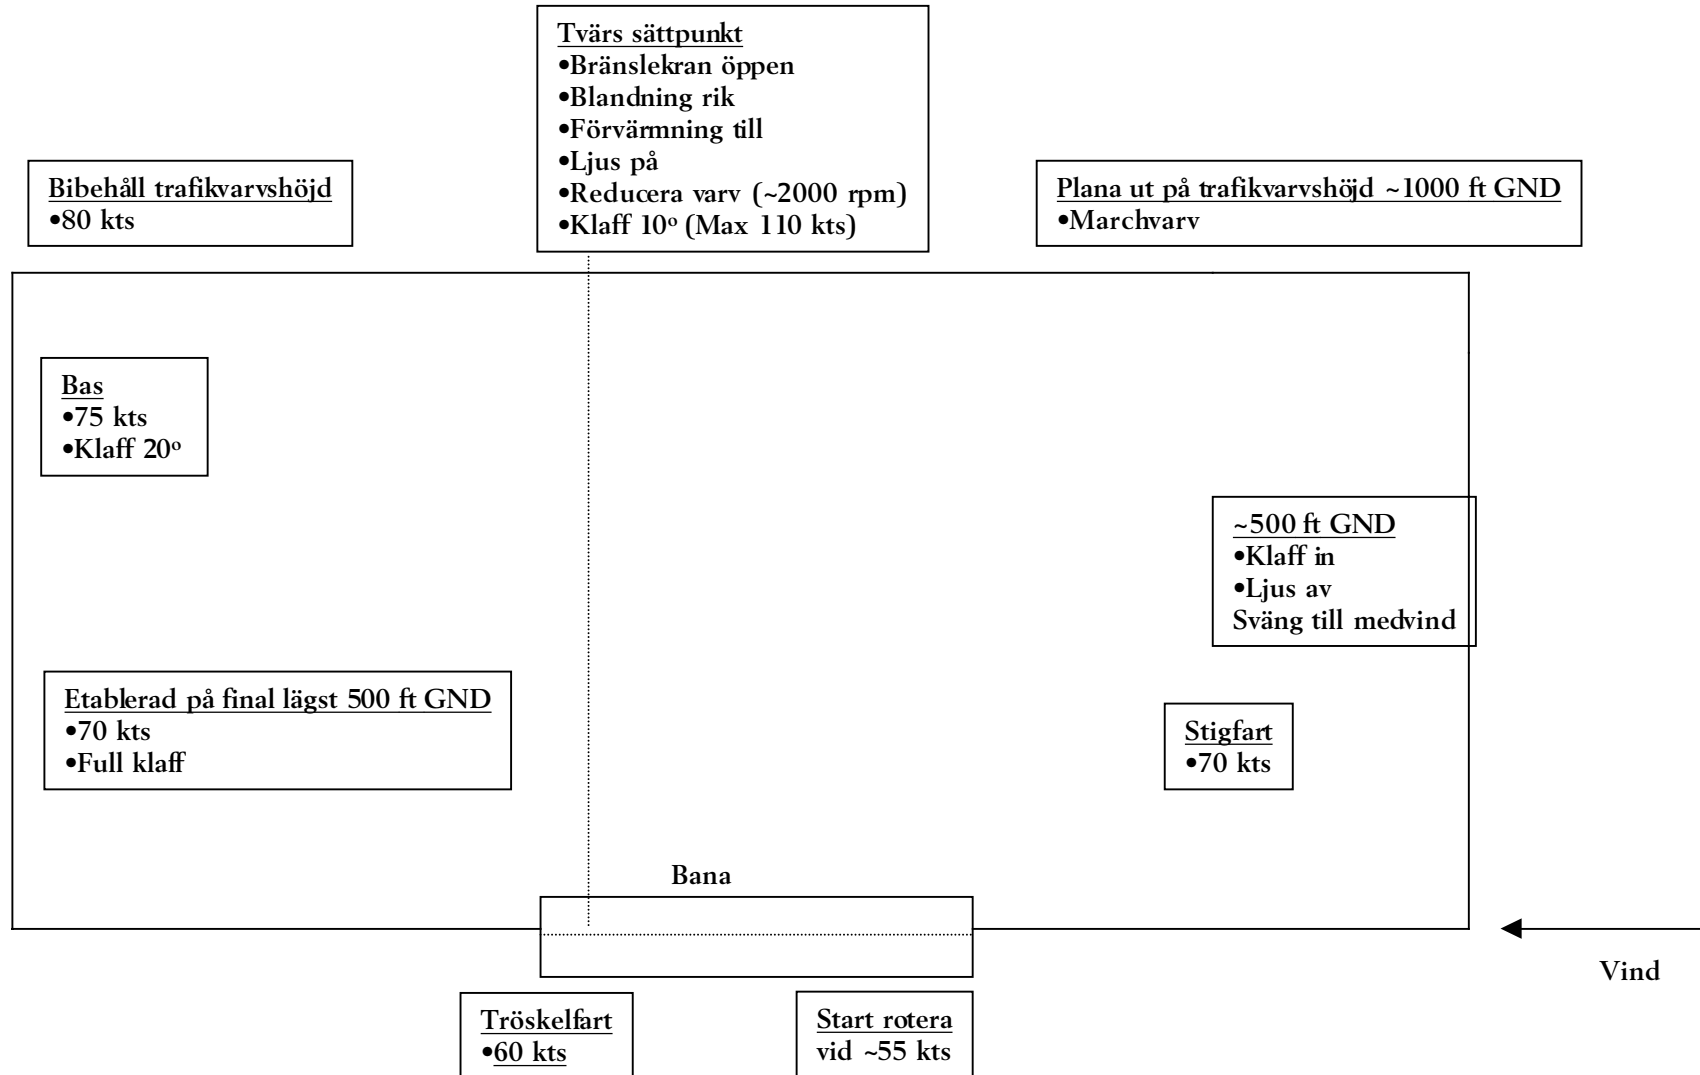 Tvärs sättpunkt
•Bränslekran öppen
•Blandning rik
•Förvärmning till
•Ljus på
•Reducera varv (~2000 rpm)
•Klaff 10º (Max 110 kts)
Bibehåll trafikvarvshöjd
•80 kts
Plana ut på trafikvarvshöjd ~1000 ft GND
•Marchvarv
Bas
•75 kts
•Klaff 20º
~500 ft GND
•Klaff in
•Ljus av
Sväng till medvind
Etablerad på final lägst 500 ft GND
•70 kts
•Full klaff
Stigfart
•70 kts
Bana
Vind
Tröskelfart
•60 kts
Start rotera
vid ~55 kts